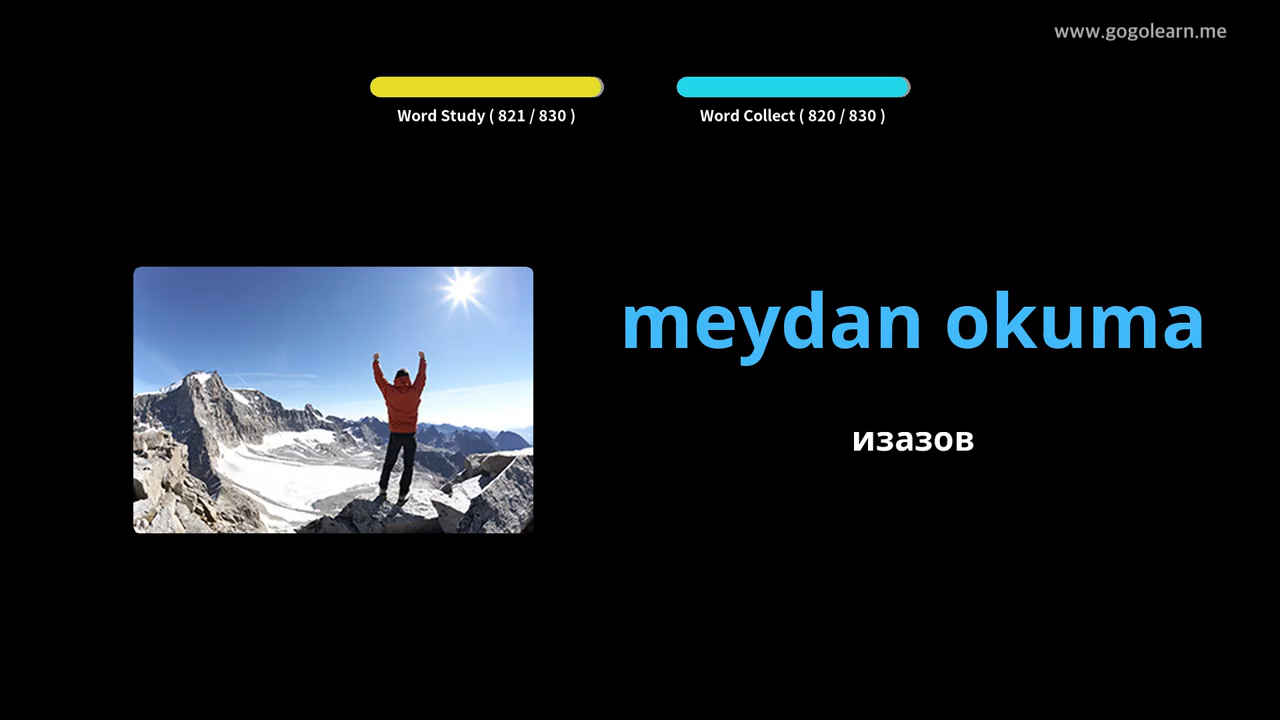 www.gogolearn.me
Word Study ( 821 / 830 )
Word Collect ( 820 / 830 )
meydan okuma
изазов